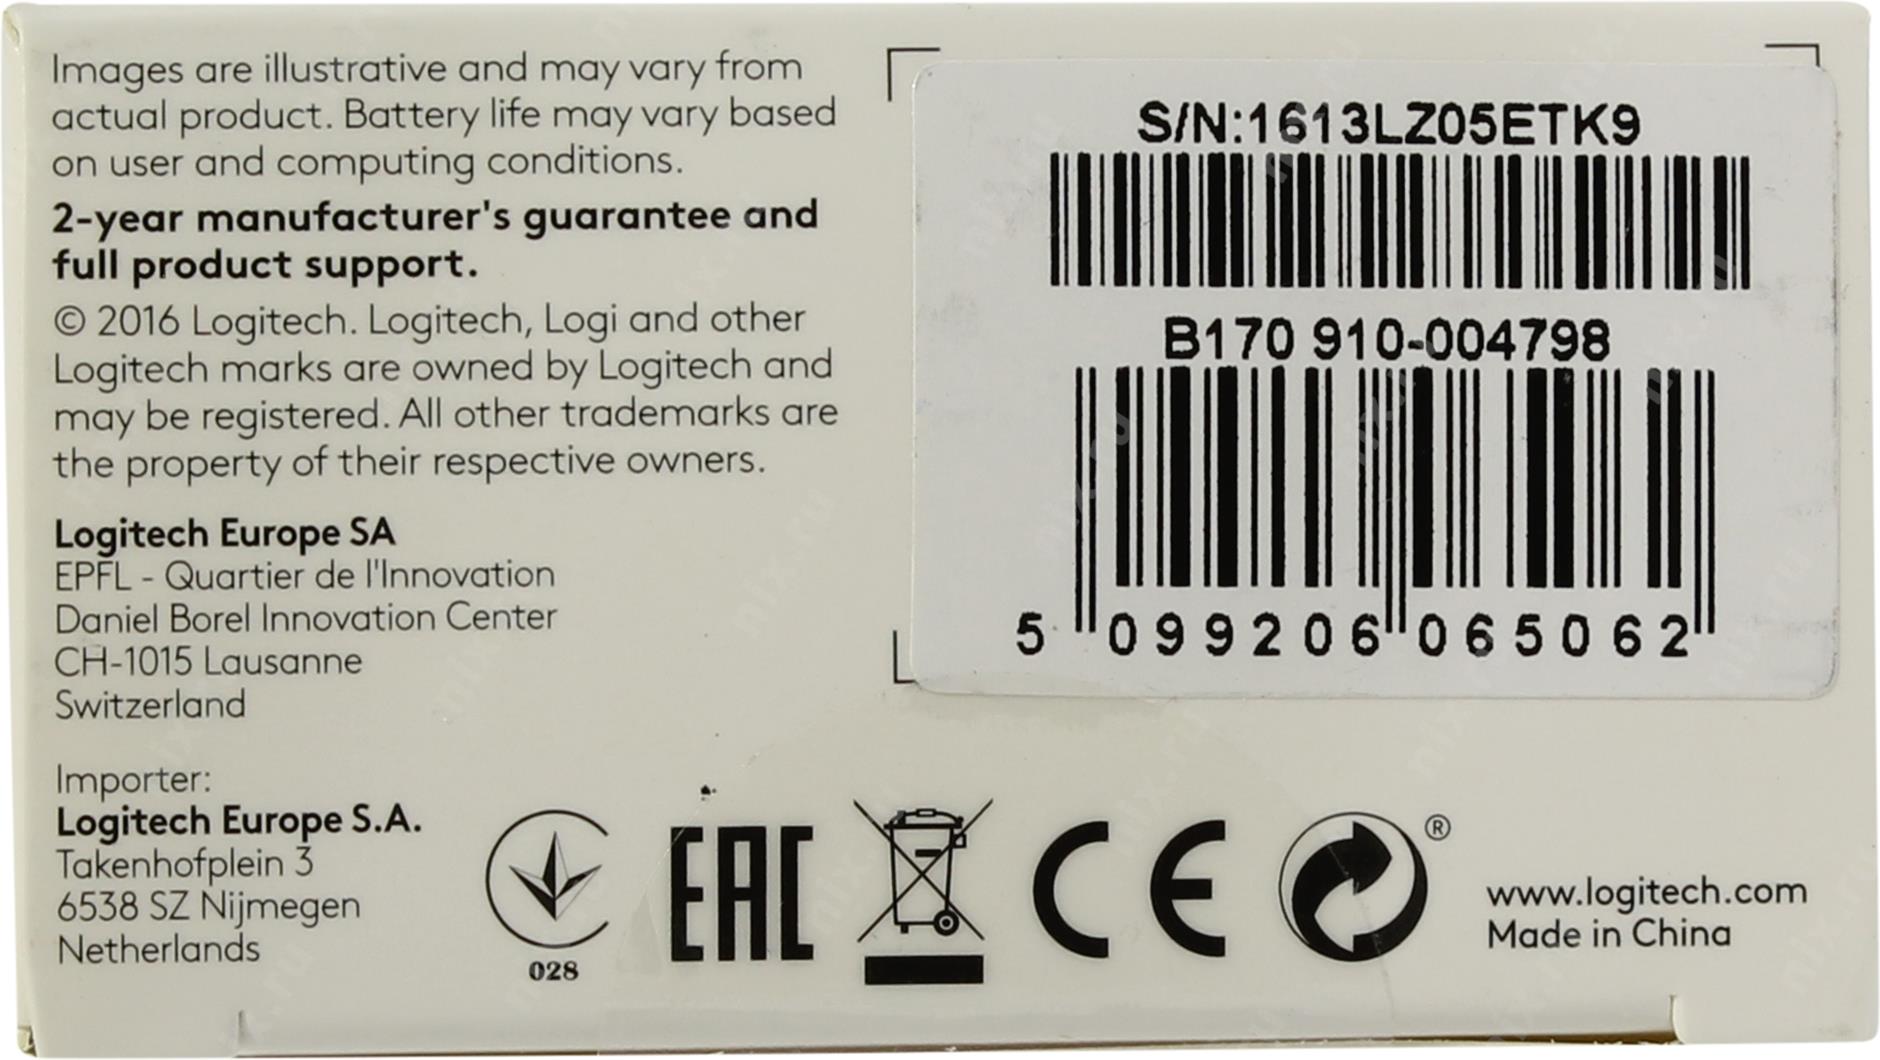 Images are illustrative and may vary from
actual product. Battery life may vary based
on user and computing conditions.
2-year manufacturer's guarantee and
full product support.
© 2016 Logitech. Logitech, Logi and other
Logitech marks are owned by Logitech and
may be registered. All other trademarks are
the property of their respective owners.
Logitech Europe SA
EPFL - Quartier de l'Innovation
Daniel Borel Innovation Center
CH-1015 Lausanne
Switzerland
Importer:
Logitech Europe S.A.
Takenhofplein 3
6538 SZ Nijmegen
Netherlands
S/N:1613LZ05ETK9
B170 910-004798
5 099206 065062
028
EAC
CE
®
www.logitech.com
Made in China